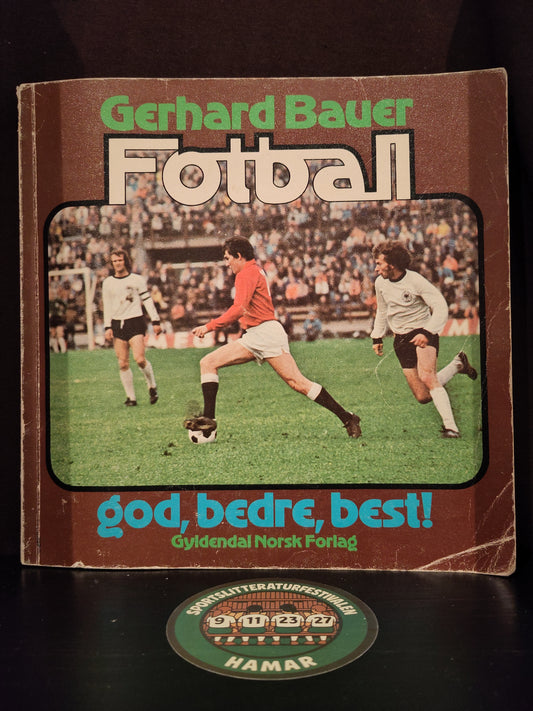 Gerhard Bauer
Fotball
god, bedre, best!
Gyldendal Norsk Forlag
SPORTSLITTERATURFESTIVALEN
9 11 23 27
HAMAR